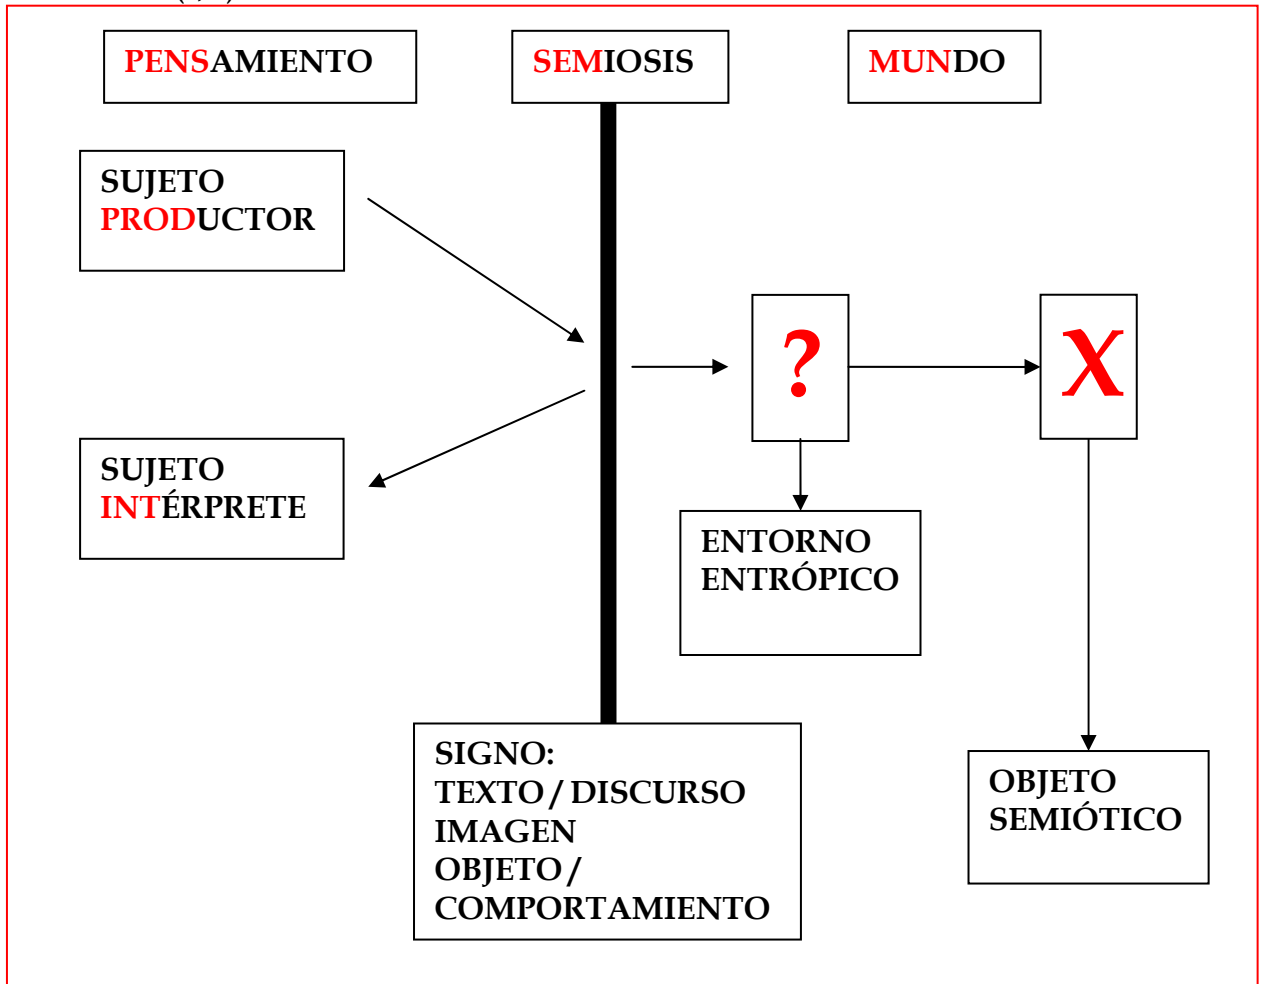 PENSAMIENTO
SEMIOSIS
MUNDO
SUJETO
PRODUCTOR
?
X
SUJETO
INTÉRPRETE
ENTORNO
ENTRÓPICO
SIGNO:
TEXTO / DISCURSO
IMAGEN
OBJETO /
COMPORTAMIENTO
OBJETO
SEMIÓTICO